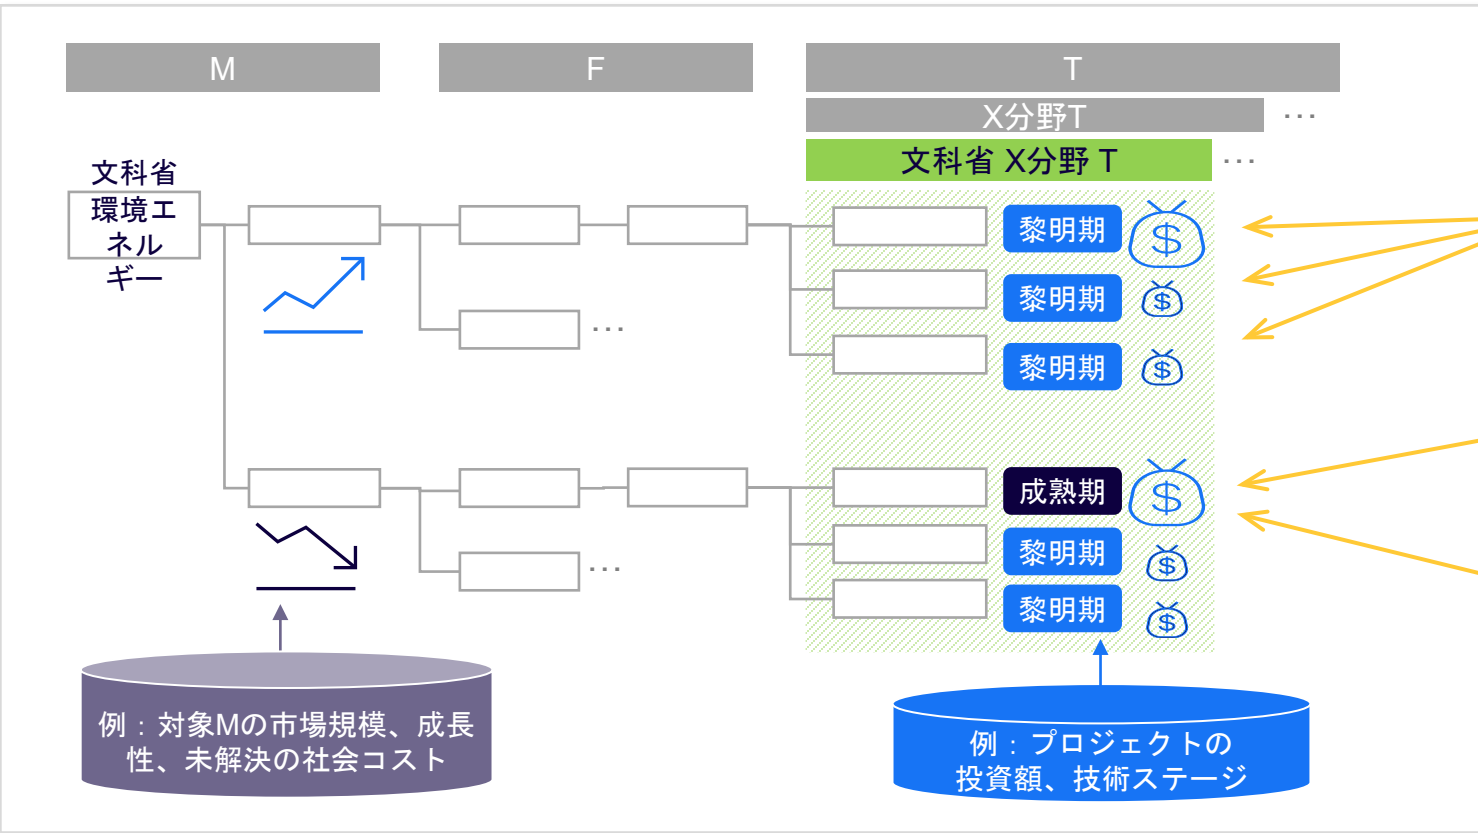 M
F
T
X分野T
･･･
文科省 X分野 T
･･･
文科省
環境エ
ネル
ギー
黎明期
$
黎明期
$
･･･
黎明期
$
成熟期
$
黎明期
$
･･･
黎明期
$
例：対象Mの市場規模、成長
性、未解決の社会コスト
例：プロジェクトの
投資額、技術ステージ